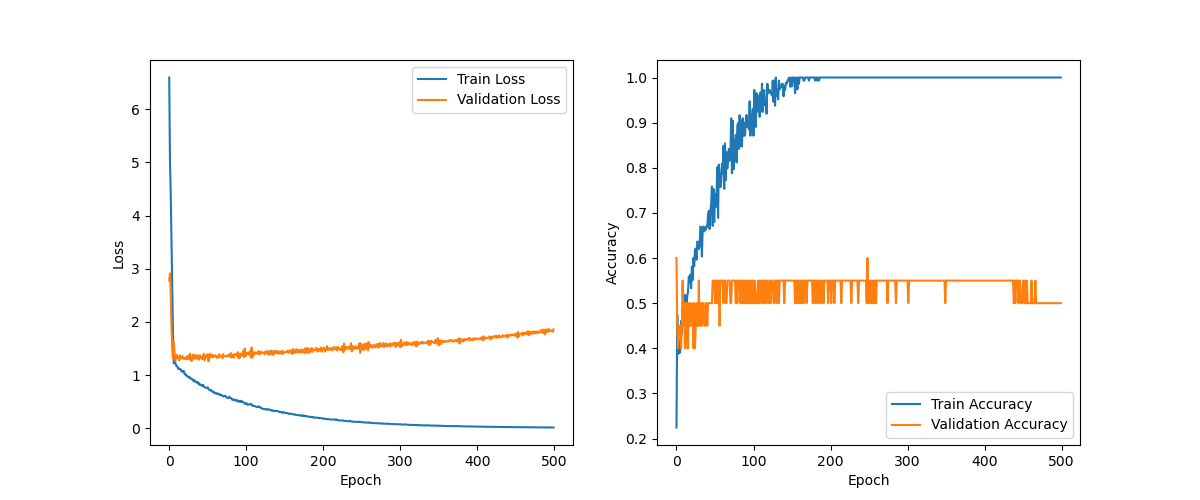 Train Loss
Validation Loss
6
5
4
3
2
1
0
Loss
0 100 200 300 400 500
Epoch
1.0
0.9
0.8
0.7
0.6
0.5
0.4
0.3
0.2
Accuracy
Train Accuracy
Validation Accuracy
0 100 200 300 400 500
Epoch